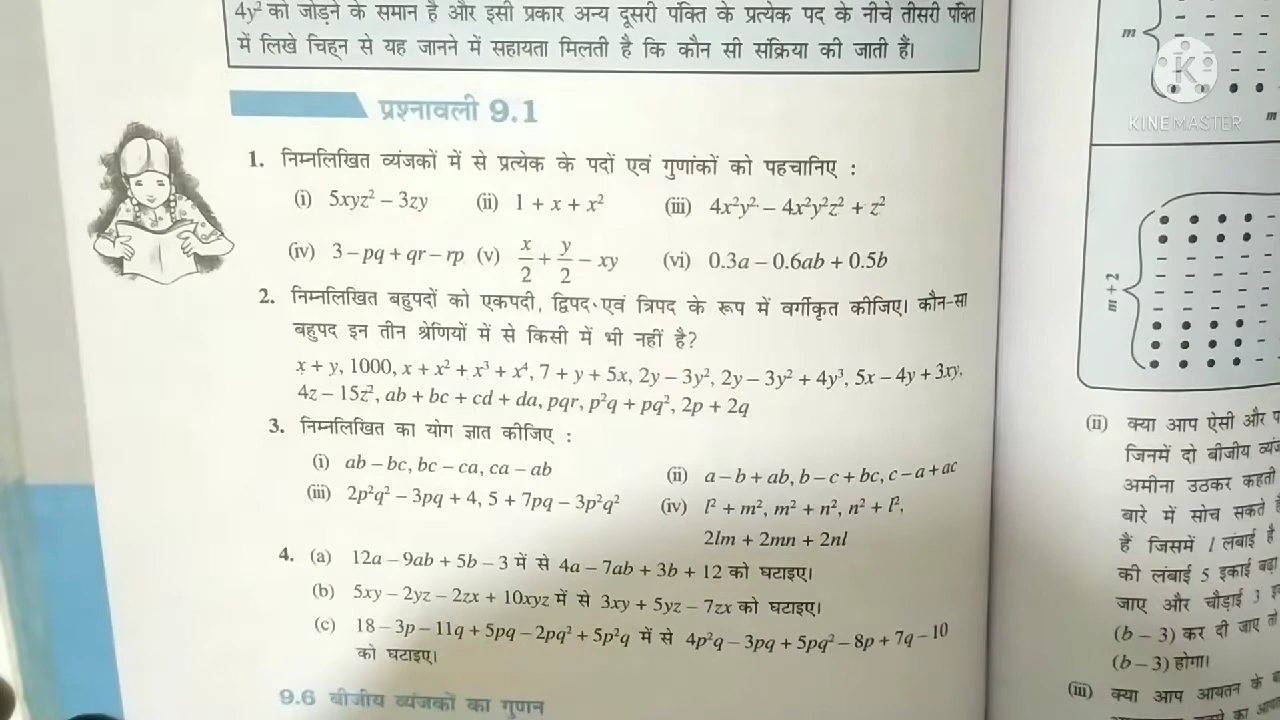 4y² को जोड़ने के समान है और इसी प्रकार अन्य दूसरी पंक्ति के प्रत्येक पद के नीचे तीसरी पंक्ति
में लिखे चिह्न से यह जानने में सहायता मिलती है कि कौन सी संक्रिया की जाती हैं।
प्रश्नावली 9.1
1. निम्नलिखित व्यंजकों में से प्रत्येक के पदों एवं गुणांकों को पहचानिए :
(i) 5xyz² – 3zy (ii) 1 + x + x² (iii) 4x²y² – 4x²y²z² + z²
(iv) 3 – pq + qr – rp (v) x/2 + y/2 – xy (vi) 0.3a – 0.6ab + 0.5b
2. निम्नलिखित बहुपदों को एकपदी, द्विपद एवं त्रिपद के रूप में वर्गीकृत कीजिए। कौन-सा
बहुपद इन तीन श्रेणियों में से किसी में भी नहीं है?
x + y, 1000, x + x² + x³ + x⁴, 7 + y + 5x, 2y – 3y², 2y – 3y² + 4y³, 5x – 4y + 3xy,
4z – 15z², ab + bc + cd + da, pqr, p²q + pq², 2p + 2q
3. निम्नलिखित का योग ज्ञात कीजिए :
(i) ab – bc, bc – ca, ca – ab (ii) a – b + ab, b – c + bc, c – a + ac
(iii) 2p²q² – 3pq + 4, 5 + 7pq – 3p²q² (iv) l² + m², m² + n², n² + l²,
2lm + 2mn + 2nl
4. (a) 12a – 9ab + 5b – 3 में से 4a – 7ab + 3b + 12 को घटाइए।
(b) 5xy – 2yz – 2zx + 10xyz में से 3xy + 5yz – 7zx को घटाइए।
(c) 18 – 3p – 11q + 5pq – 2pq² + 5p²q में से 4p²q – 3pq + 5pq² – 8p + 7q – 10
को घटाइए।
9.6 बीजीय व्यंजकों का गुणन
m
K
KINEMASTER
m
m + 2
(ii) क्या आप ऐसी और
जिनमें दो बीजीय
अमीना उठकर कहती
बारे में सोच सकते
हैं जिसमें l लंबाई है
की लंबाई 5 इकाई बढ़ा
जाए और चौड़ाई 3
(b – 3) कर दी जाए तो
(b – 3) होगा।
(iii) क्या आप आयतन के